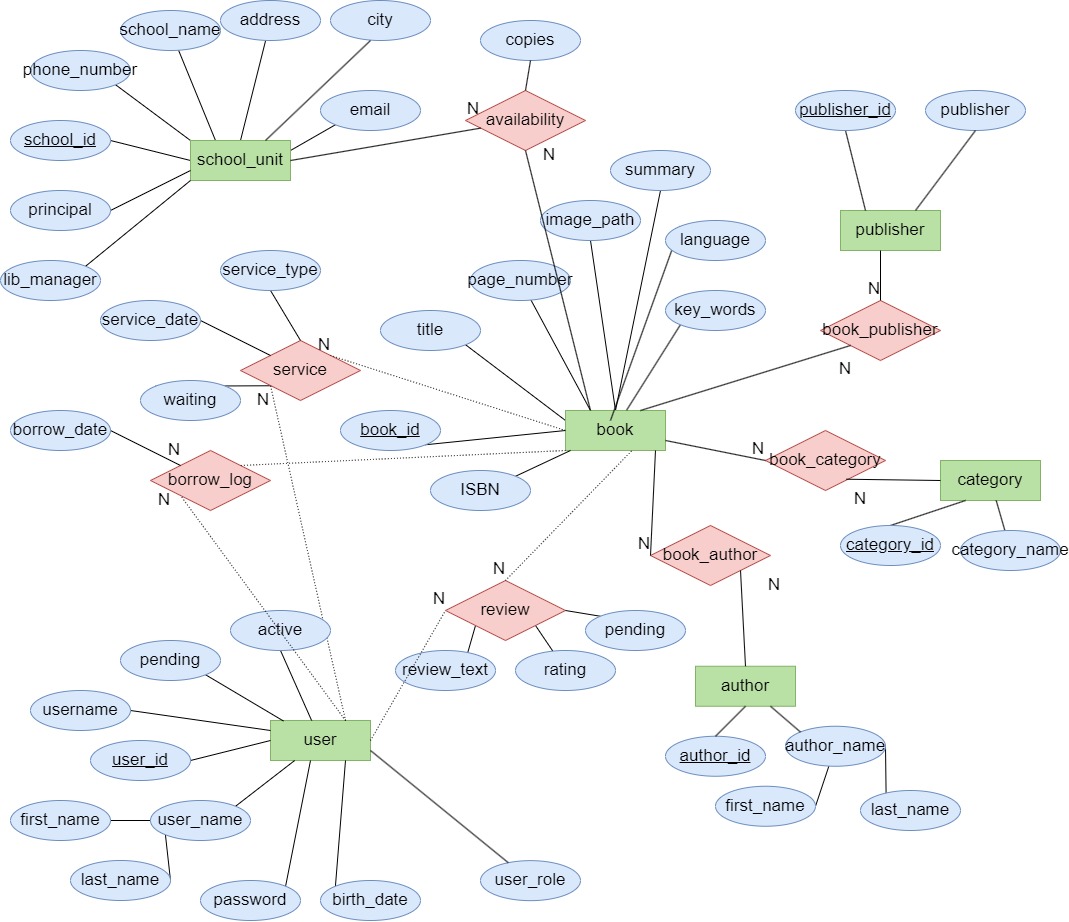 school_name
address
city
copies
phone_number
email
N
availability
publisher_id
publisher
school_id
school_unit
N
summary
principal
image_path
publisher
language
lib_manager
service_type
page_number
N
key_words
service_date
title
book_publisher
N
service
N
waiting
N
borrow_date
book_id
book
N
N
book_category
borrow_log
ISBN
category
N
N
category_id
category_name
N
book_author
N
N
N
review
active
pending
pending
review_text
rating
author
username
user
author_id
author_name
user_id
first_name
user_name
first_name
last_name
last_name
password
birth_date
user_role